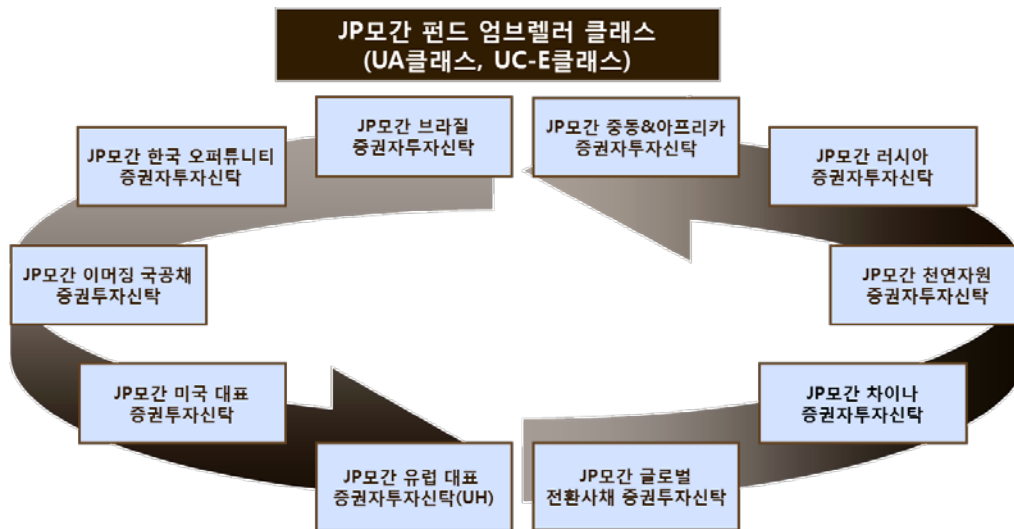 JP모간 펀드 엄브렐러 클래스
(UA클래스, UC-E클래스)
JP모간 브라질
증권자투자신탁
JP모간 중동&아프리카
증권자투자신탁
JP모간 한국 오퍼튜니티
증권자투자신탁
JP모간 러시아
증권자투자신탁
JP모간 이머징 국공채
증권투자신탁
JP모간 천연자원
증권자투자신탁
JP모간 미국 대표
증권투자신탁
JP모간 차이나
증권자투자신탁
JP모간 유럽 대표
증권자투자신탁(UH)
JP모간 글로벌
전환사채 증권투자신탁